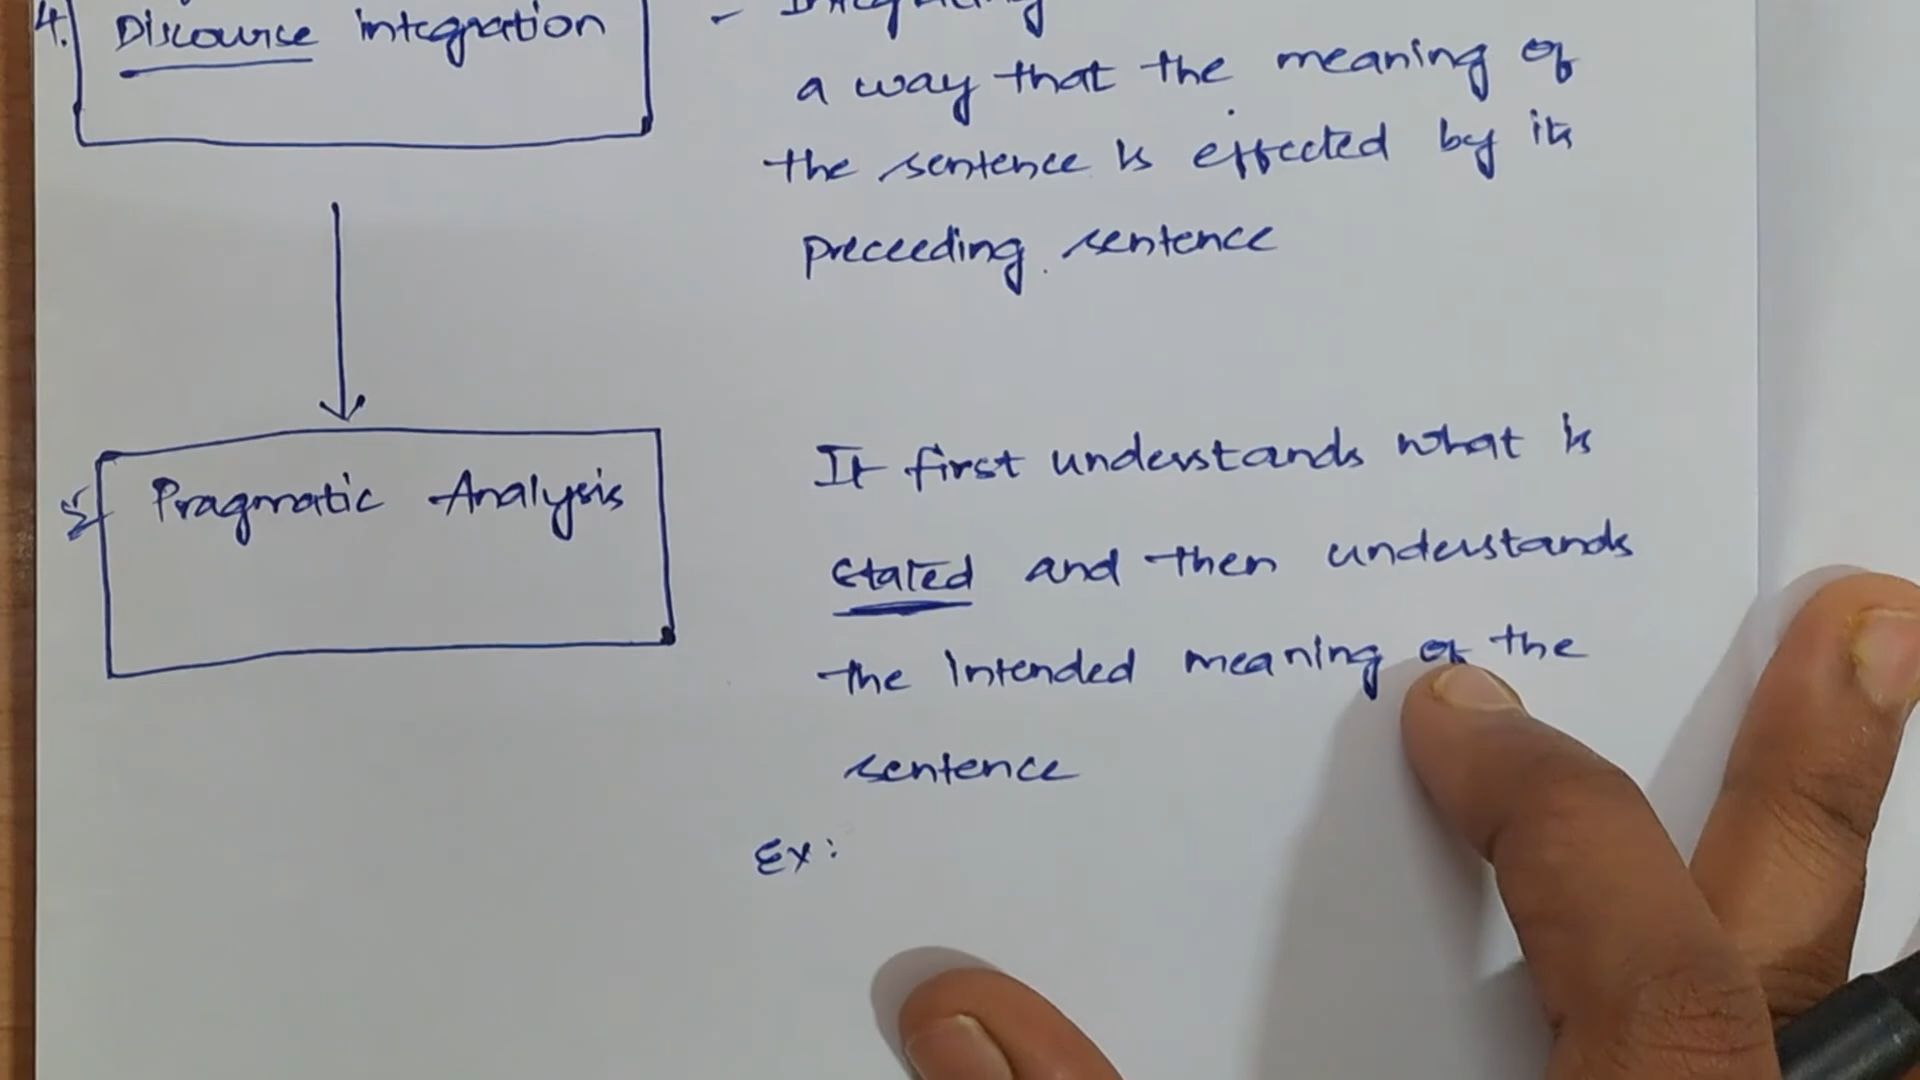 4. Discourse integration
a way that the meaning of
the sentence is effected by its
preceeding sentence
5. Pragmatic Analysis
It first understands what is
stated and then understands
the intended meaning of the
sentence
Ex: